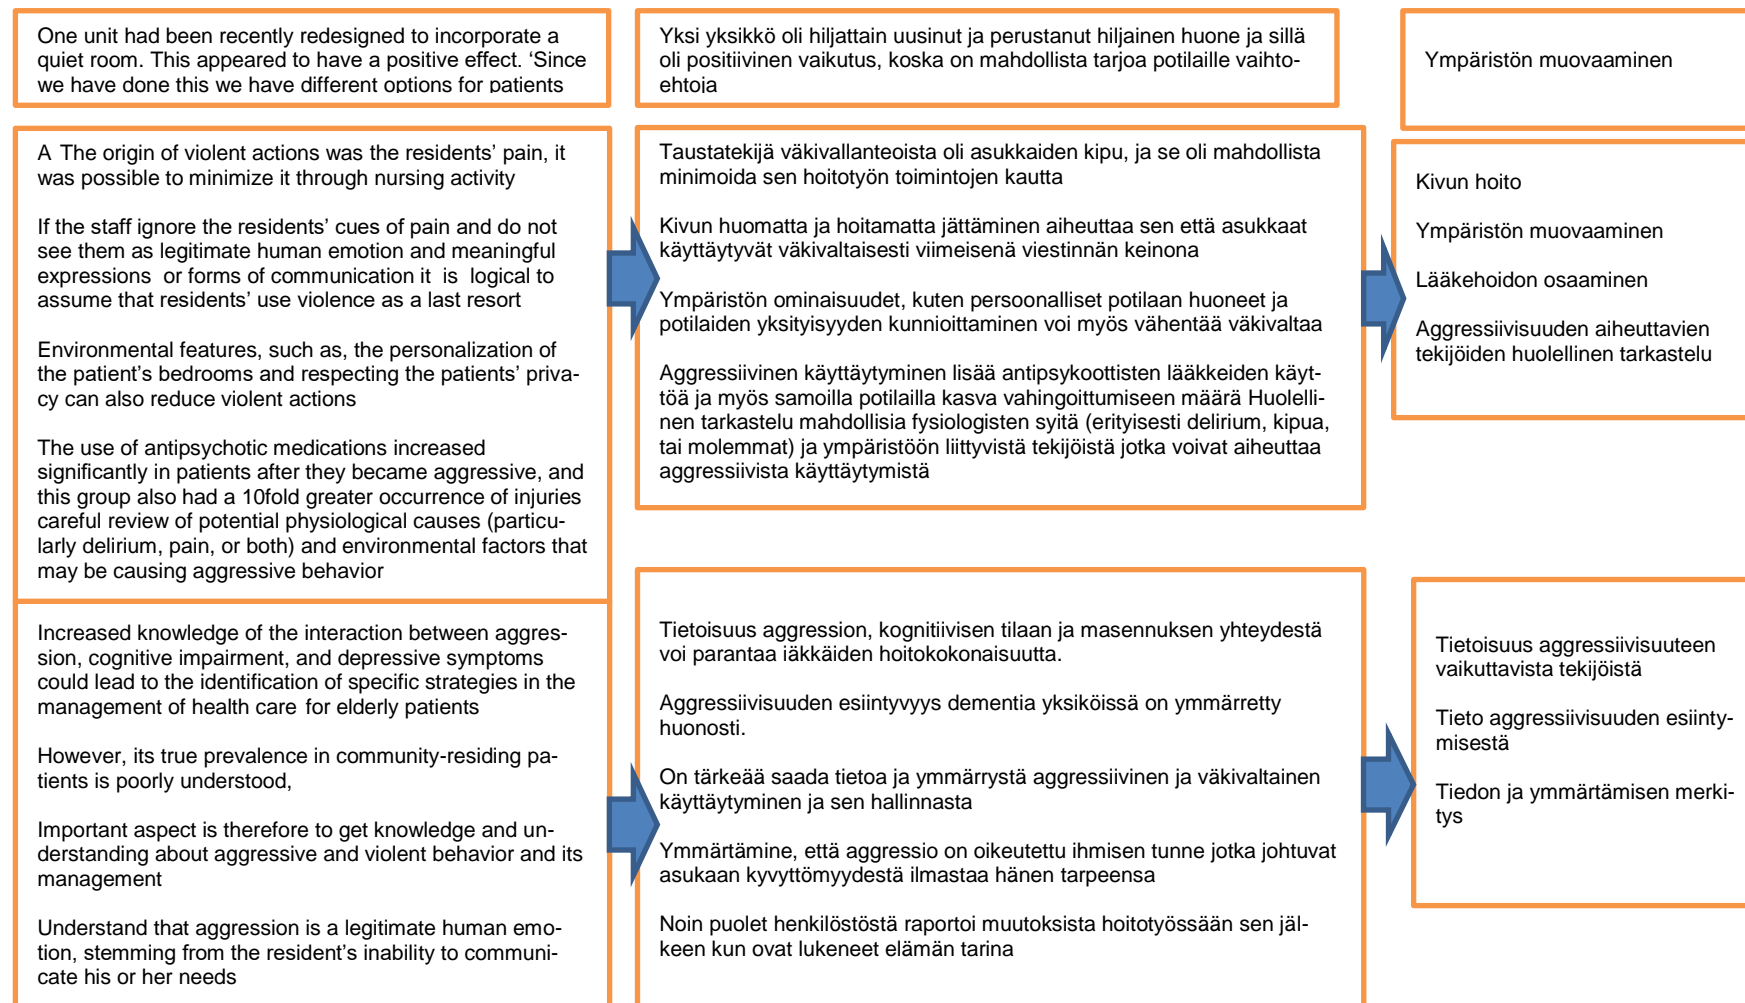 One unit had been recently redesigned to incorporate a
quiet room. This appeared to have a positive effect. ‘Since
we have done this we have different options for patients
Yksi yksikkö oli hiljattain uusinut ja perustanut hiljainen huone ja sillä
oli positiivinen vaikutus, koska on mahdollista tarjoa potilaille vaihto-
ehtoja
Ympäristön muovaaminen
A The origin of violent actions was the residents’ pain, it
was possible to minimize it through nursing activity
If the staff ignore the residents’ cues of pain and do not
see them as legitimate human emotion and meaningful
expressions or forms of communication it is logical to
assume that residents’ use violence as a last resort
Environmental features, such as, the personalization of
the patient’s bedrooms and respecting the patients’ priva-
cy can also reduce violent actions
The use of antipsychotic medications increased
significantly in patients after they became aggressive, and
this group also had a 10fold greater occurrence of injuries
careful review of potential physiological causes (particu-
larly delirium, pain, or both) and environmental factors that
may be causing aggressive behavior
Taustatekijä väkivallanteoista oli asukkaiden kipu, ja se oli mahdollista
minimoida sen hoitotyön toimintojen kautta
Kivun huomatta ja hoitamatta jättäminen aiheuttaa sen että asukkaat
käyttäytyvät väkivaltaisesti viimeisenä viestinnän keinona
Ympäristön ominaisuudet, kuten persoonalliset potilaan huoneet ja
potilaiden yksityisyyden kunnioittaminen voi myös vähentää väkivaltaa
Aggressiivinen käyttäytyminen lisää antipsykoottisten lääkkeiden käyt-
töä ja myös samoilla potilailla kasva vahingoittumiseen määrä Huolelli-
nen tarkastelu mahdollisia fysiologisten syitä (erityisesti delirium, kipua,
tai molemmat) ja ympäristöön liittyvistä tekijöistä jotka voivat aiheuttaa
aggressiivista käyttäytymistä
Kivun hoito
Ympäristön muovaaminen
Lääkehoidon osaaminen
Aggressiivisuuden aiheuttavien
tekijöiden huolellinen tarkastelu
Increased knowledge of the interaction between aggres-
sion, cognitive impairment, and depressive symptoms
could lead to the identification of specific strategies in the
management of health care for elderly patients
However, its true prevalence in community-residing pa-
tients is poorly understood,
Important aspect is therefore to get knowledge and un-
derstanding about aggressive and violent behavior and its
management
Understand that aggression is a legitimate human emo-
tion, stemming from the resident’s inability to communi-
cate his or her needs
Tietoisuus aggression, kognitiivisen tilaan ja masennuksen yhteydestä
voi parantaa iäkkäiden hoitokokonaisuutta.
Aggressiivisuuden esiintyvyys dementia yksiköissä on ymmärretty
huonosti.
On tärkeää saada tietoa ja ymmärrystä aggressiivinen ja väkivaltainen
käyttäytyminen ja sen hallinnasta
Ymmärtämine, että aggressio on oikeutettu ihmisen tunne jotka johtuvat
asukaan kyvyttömyydestä ilmastaa hänen tarpeensa
Noin puolet henkilöstöstä raportoi muutoksista hoitotyössään sen jäl-
keen kun ovat lukeneet elämän tarina
Tietoisuus aggressiivisuuteen
vaikuttavista tekijöistä
Tieto aggressiivisuuden esiinty-
misestä
Tiedon ja ymmärtämisen merki-
tys